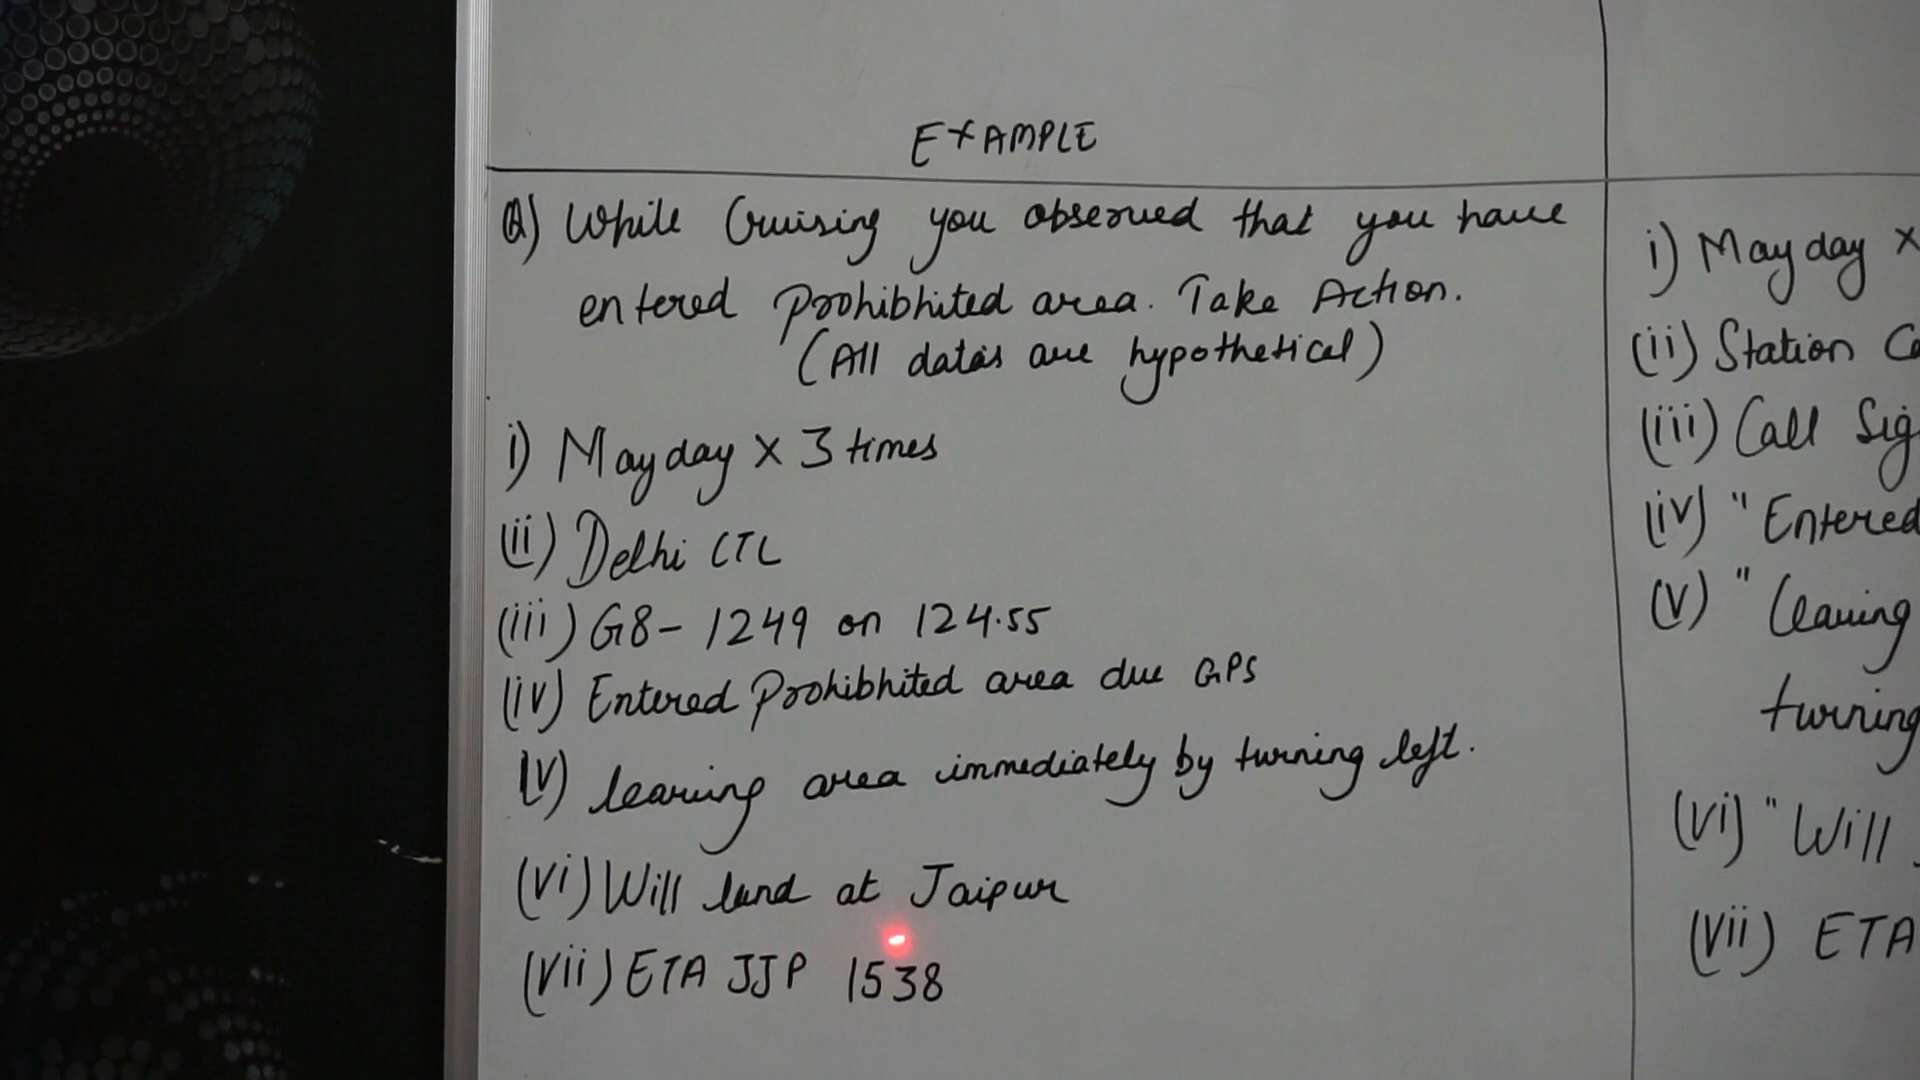 EXAMPLE
Q) While Cruising you observed that you have
entered Prohibhited area. Take Action.
(All datas are hypothetical)
i) Mayday x 3 times
(ii) Delhi CTL
(iii) G8- 1249 on 124.55
(iv) Entered Prohibhited area due GPS
(v) leaving area immediately by turning left.
(vi) Will land at Jaipur
(vii) ETA JJP 1538
i) Mayday x
(ii) Station Co
(iii) Call Sig
(iv) "Entered
(v) "leaving
turning
(vi) "Will
(vii) ETA